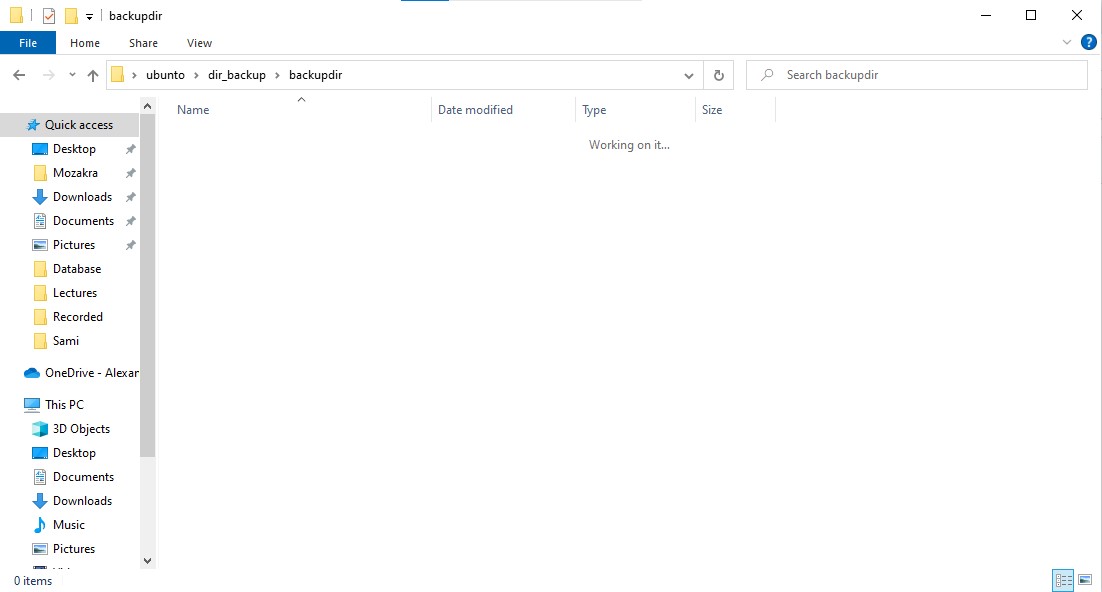 backupdir
File Home Share View
ubunto dir_backup backupdir Search backupdir
Name Date modified Type Size
Working on it...
Quick access
Desktop
Mozakra
Downloads
Documents
Pictures
Database
Lectures
Recorded
Sami
OneDrive - Alexan
This PC
3D Objects
Desktop
Documents
Downloads
Music
Pictures
0 items